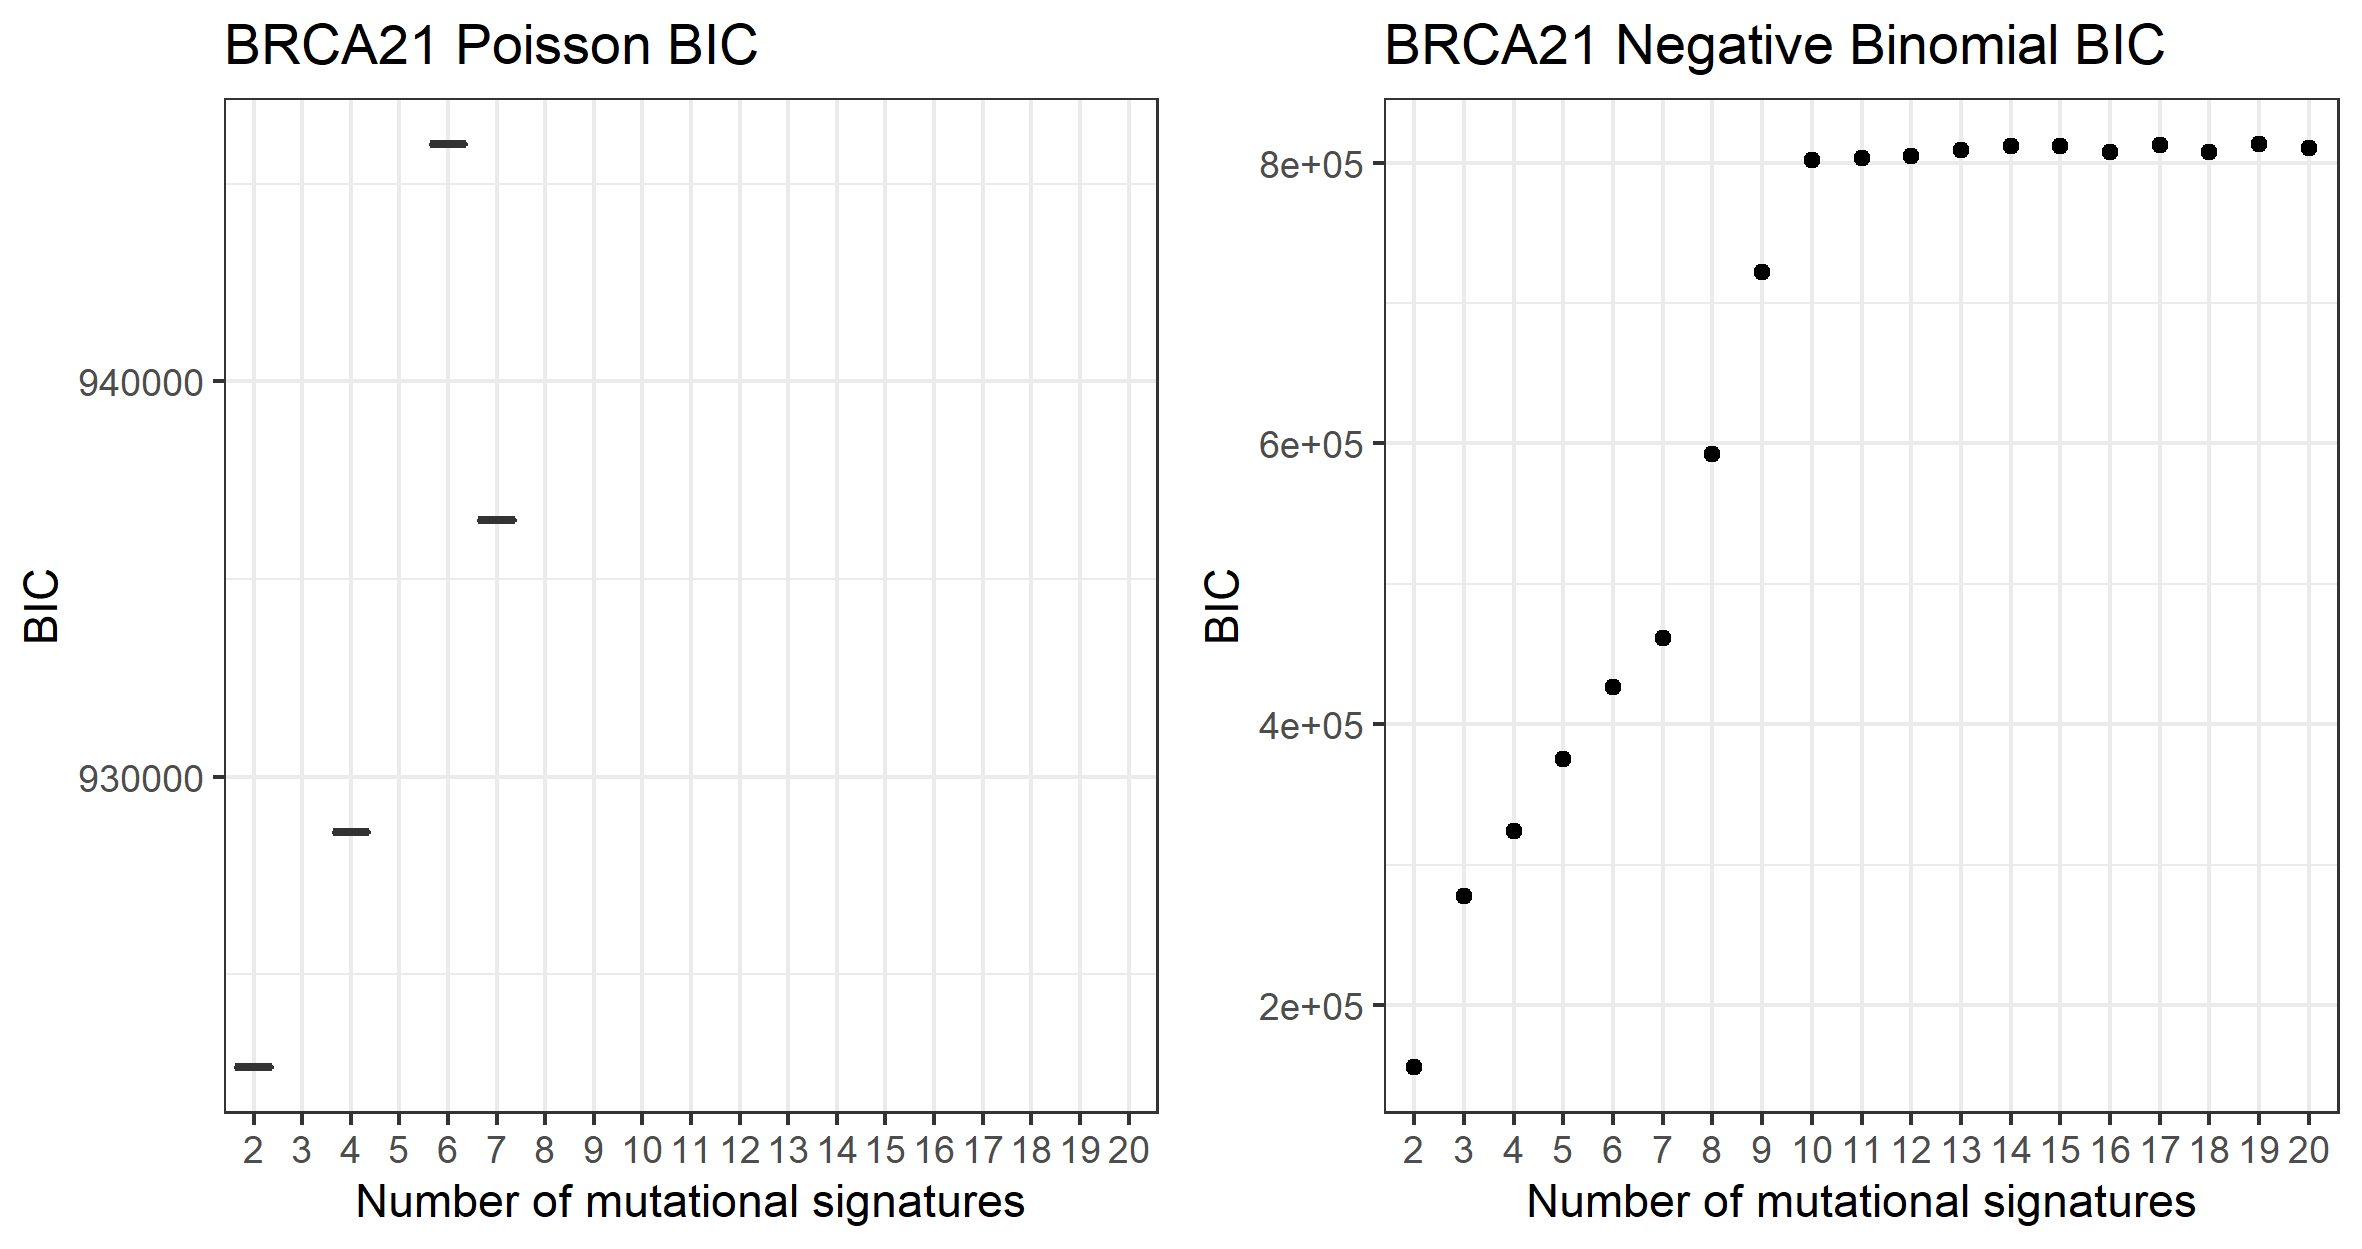 BRCA21 Poisson BIC
BIC
940000
930000
2 3 4 5 6 7 8 9 10 11 12 13 14 15 16 17 18 19 20
Number of mutational signatures
BRCA21 Negative Binomial BIC
BIC
8e+05
6e+05
4e+05
2e+05
2 3 4 5 6 7 8 9 10 11 12 13 14 15 16 17 18 19 20
Number of mutational signatures